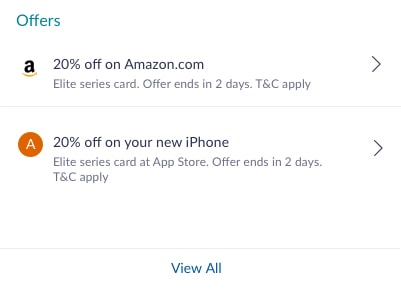 Offers
20% off on Amazon.com
Elite series card. Offer ends in 2 days. T&C apply
A
20% off on your new iPhone
Elite series card at App Store. Offer ends in 2 days.
T&C apply
View All